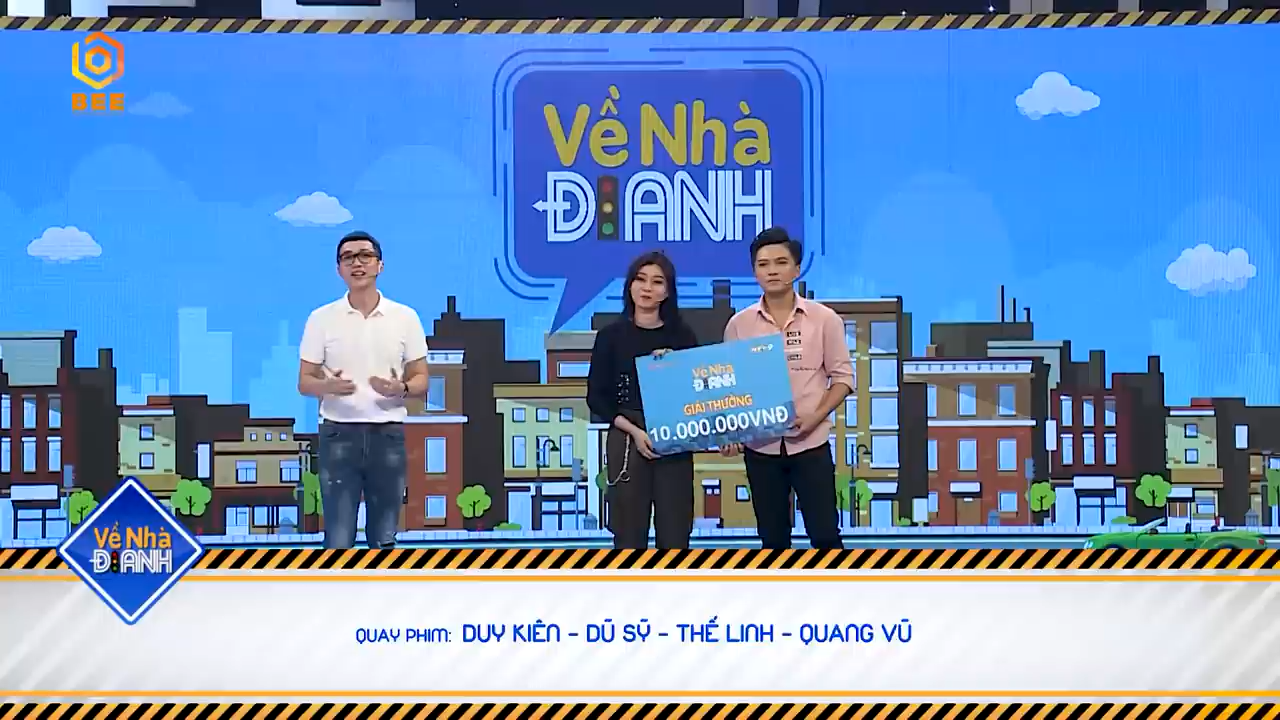 BEE
Về Nhà
ĐI ANH
Về Nhà
ĐI ANH
GIẢI THƯỞNG
10.000.000VNĐ
Về Nhà
ĐI ANH
QUAY PHIM: DUY KIÊN - DŨ SỸ - THẾ LINH - QUANG VŨ